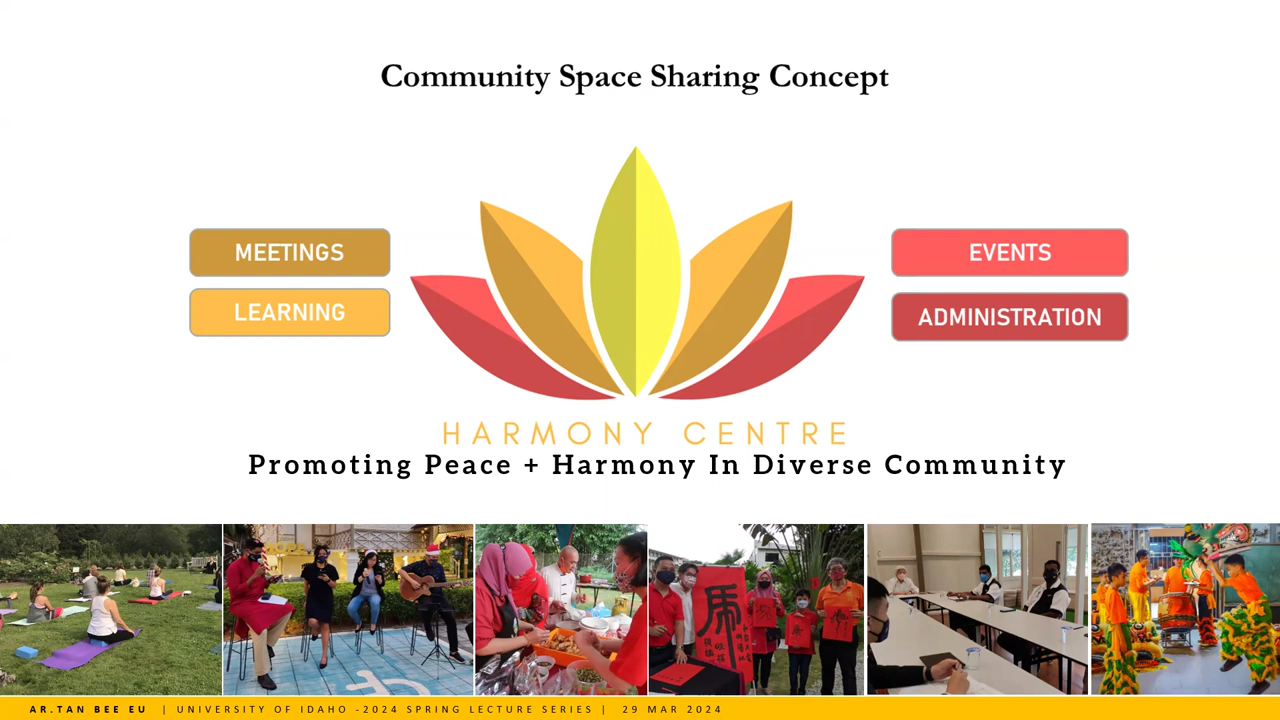 Community Space Sharing Concept
MEETINGS
LEARNING
EVENTS
ADMINISTRATION
HARMONY CENTRE
Promoting Peace + Harmony In Diverse Community
虎
AR.TAN BEE EU | UNIVERSITY OF IDAHO -2024 SPRING LECTURE SERIES | 29 MAR 2024